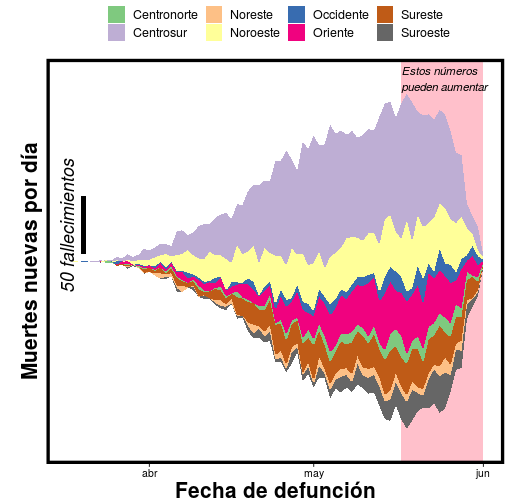 Centronorte Noreste Occidente Sureste
Centrosur Noroeste Oriente Suroeste
Estos números
pueden aumentar
50 fallecimientos
Muertes nuevas por día
abr may jun
Fecha de defunción